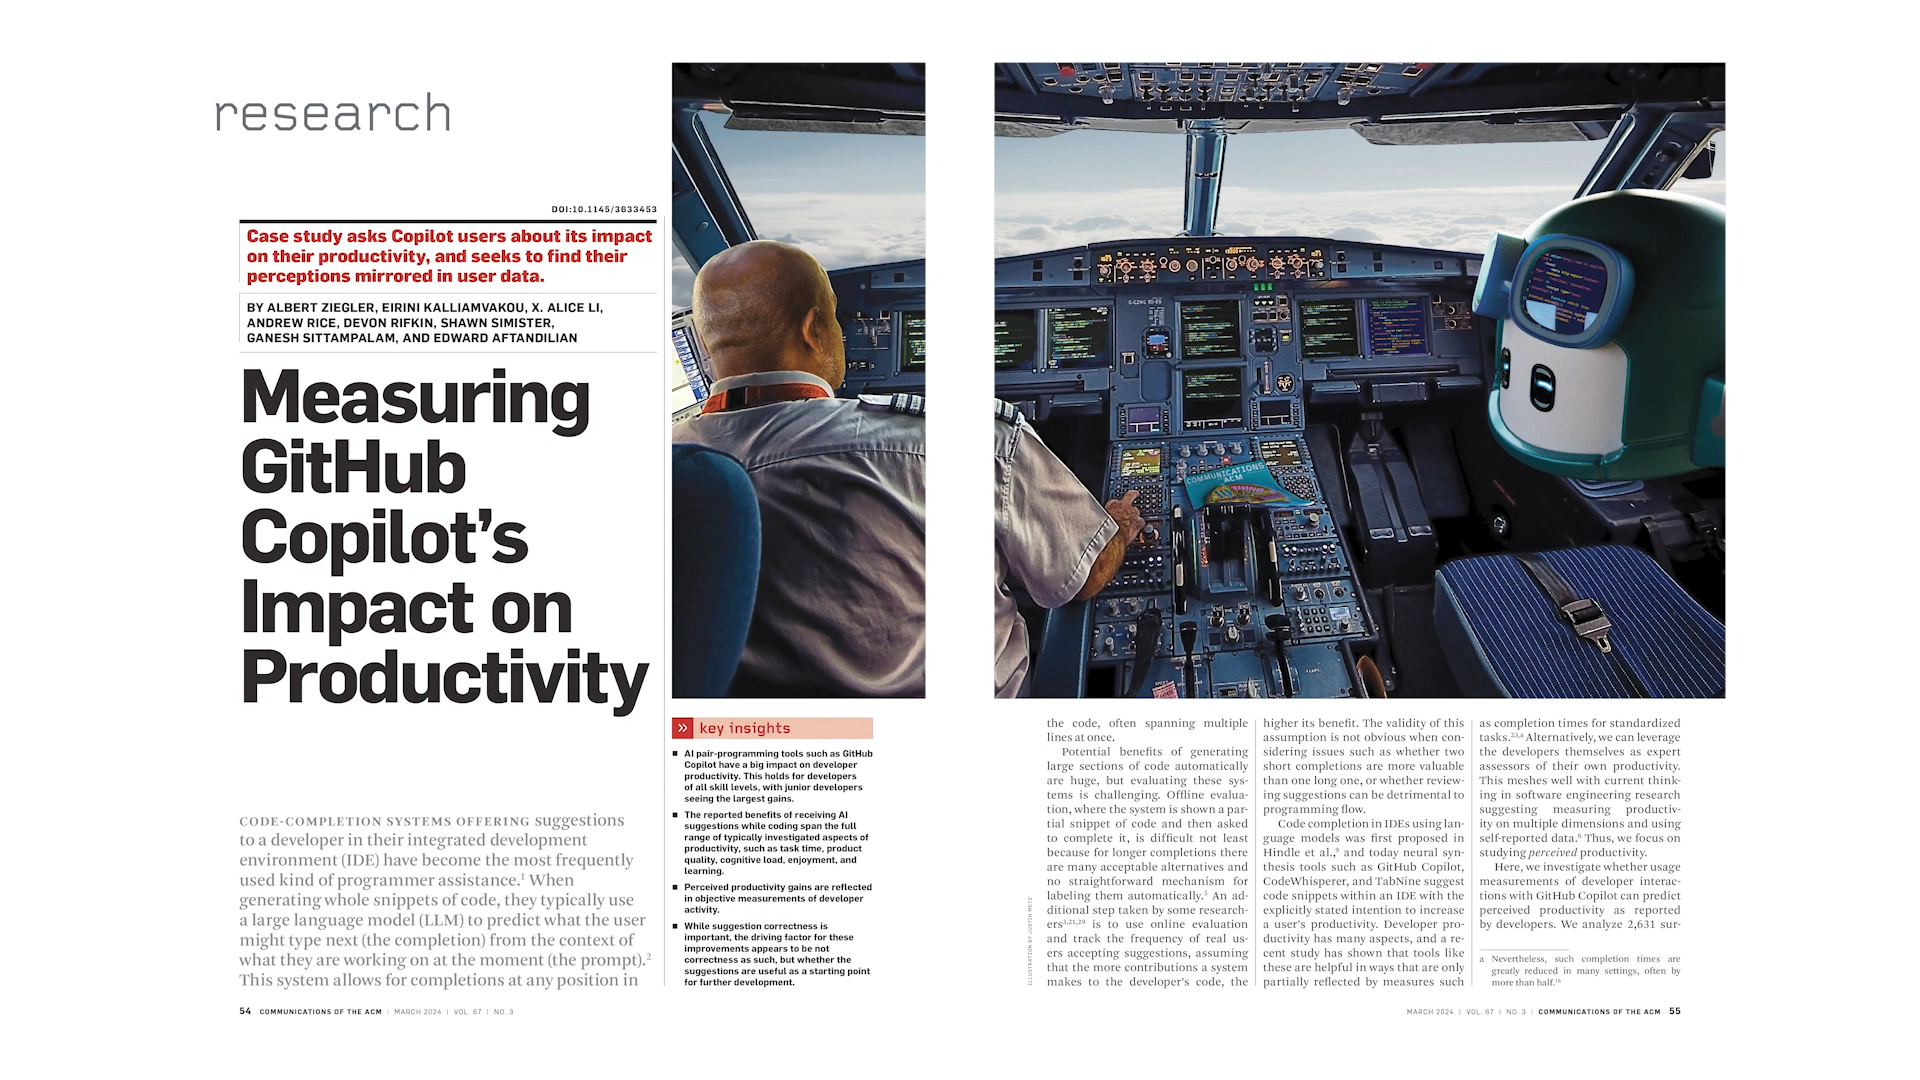 research
DOI:10.1145/3633453
Case study asks Copilot users about its impact
on their productivity, and seeks to find their
perceptions mirrored in user data.
BY ALBERT ZIEGLER, EIRINI KALLIAMVAKOU, X. ALICE LI,
ANDREW RICE, DEVON RIFKIN, SHAWN SIMISTER,
GANESH SITTAMPALAM, AND EDWARD AFTANDILIAN
Measuring
GitHub
Copilot’s
Impact on
Productivity
CODE-COMPLETION SYSTEMS OFFERING suggestions
to a developer in their integrated development
environment (IDE) have become the most frequently
used kind of programmer assistance.1 When
generating whole snippets of code, they typically use
a large language model (LLM) to predict what the user
might type next (the completion) from the context of
what they are working on at the moment (the prompt).2
This system allows for completions at any position in
» key insights
■ AI pair-programming tools such as GitHub
Copilot have a big impact on developer
productivity. This holds for developers
of all skill levels, with junior developers
seeing the largest gains.
■ The reported benefits of receiving AI
suggestions while coding span the full
range of typically investigated aspects of
productivity, such as task time, product
quality, cognitive load, enjoyment, and
learning.
■ Perceived productivity gains are reflected
in objective measurements of developer
activity.
■ While suggestion correctness is
important, the driving factor for these
improvements appears to be not
correctness as such, but whether the
suggestions are useful as a starting point
for further development.
54 COMMUNICATIONS OF THE ACM | MARCH 2024 | VOL. 67 | NO. 3
COMMUNICATIONS
ACM
ILLUSTRATION BY JUSTIN METZ
the code, often spanning multiple
lines at once.
Potential benefits of generating
large sections of code automatically
are huge, but evaluating these sys-
tems is challenging. Offline evalua-
tion, where the system is shown a par-
tial snippet of code and then asked
to complete it, is difficult not least
because for longer completions there
are many acceptable alternatives and
no straightforward mechanism for
labeling them automatically.5 An ad-
ditional step taken by some research-
ers3,21,29 is to use online evaluation
and track the frequency of real us-
ers accepting suggestions, assuming
that the more contributions a system
makes to the developer’s code, the
higher its benefit. The validity of this
assumption is not obvious when con-
sidering issues such as whether two
short completions are more valuable
than one long one, or whether review-
ing suggestions can be detrimental to
programming flow.
Code completion in IDEs using lan-
guage models was first proposed in
Hindle et al.,9 and today neural syn-
thesis tools such as GitHub Copilot,
CodeWhisperer, and TabNine suggest
code snippets within an IDE with the
explicitly stated intention to increase
a user’s productivity. Developer pro-
ductivity has many aspects, and a re-
cent study has shown that tools like
these are helpful in ways that are only
partially reflected by measures such
as completion times for standardized
tasks.23,a Alternatively, we can leverage
the developers themselves as expert
assessors of their own productivity.
This meshes well with current think-
ing in software engineering research
suggesting measuring productiv-
ity on multiple dimensions and using
self-reported data.6 Thus, we focus on
studying perceived productivity.
Here, we investigate whether usage
measurements of developer interac-
tions with GitHub Copilot can predict
perceived productivity as reported
by developers. We analyze 2,631 sur-
a Nevertheless, such completion times are
greatly reduced in many settings, often by
more than half.16
MARCH 2024 | VOL. 67 | NO. 3 | COMMUNICATIONS OF THE ACM 55